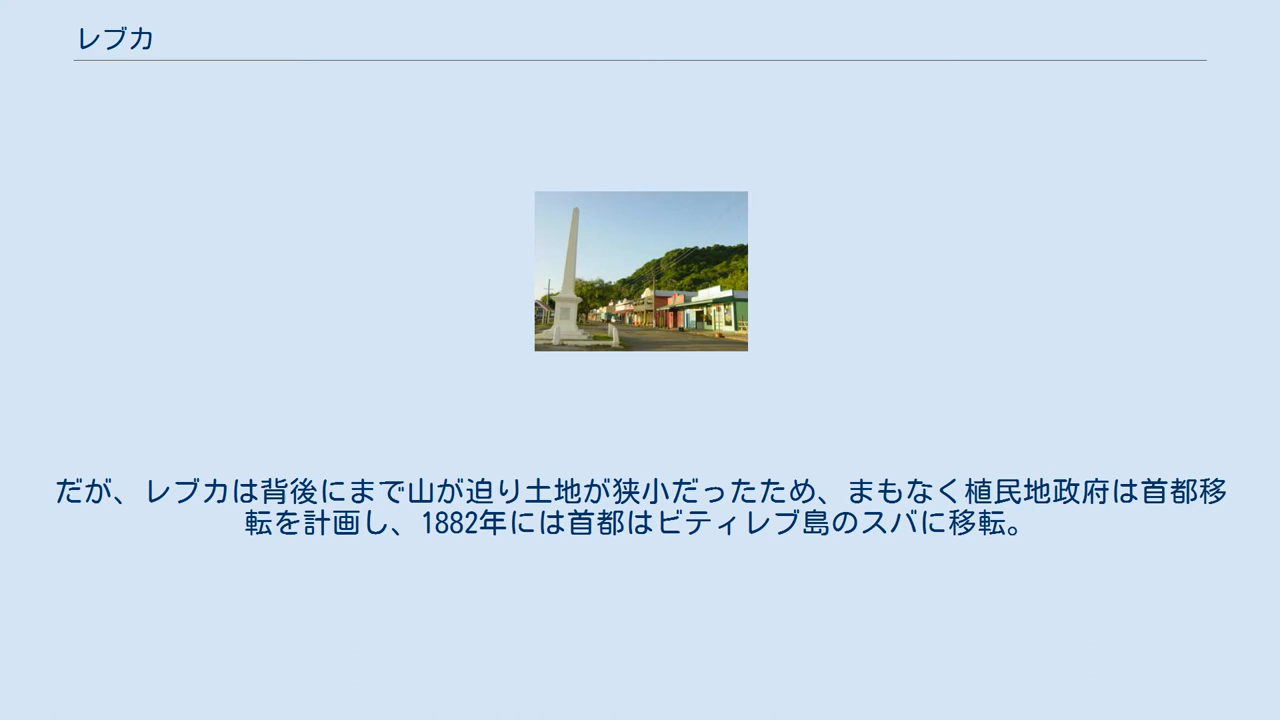 レブカ
だが、レブカは背後にまで山が迫り土地が狭小だったため、まもなく植民地政府は首都移
転を計画し、1882年には首都はビティレブ島のスバに移転。